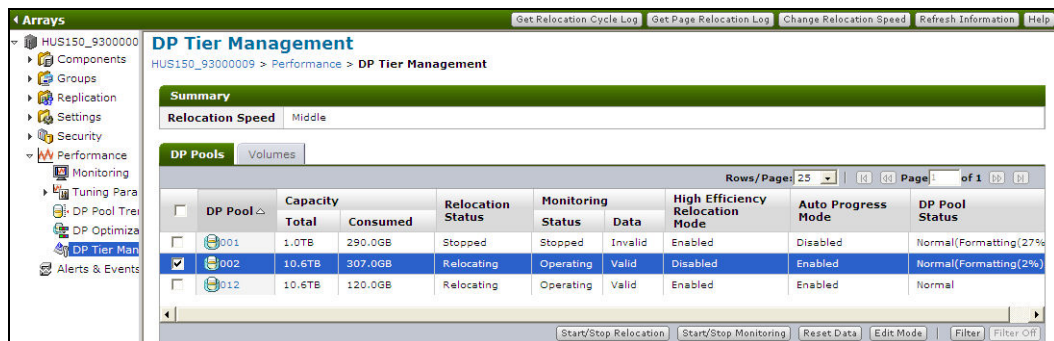 Arrays
Get Relocation Cycle Log Get Page Relocation Log Change Relocation Speed Refresh Information Help
HUS150_9300000
Components
Groups
Replication
Settings
Security
Performance
Monitoring
Tuning Para
DP Pool Tre
DP Optimiza
DP Tier Man
Alerts & Events
DP Tier Management
HUS150_93000009 > Performance > DP Tier Management
Summary
Relocation Speed Middle
DP Pools Volumes
Rows/Page: 25 Page 1 of 1
DP Pool Capacity Relocation Status Monitoring High Efficiency Relocation Mode Auto Progress Mode DP Pool Status
Total Consumed Status Data
001 1.0TB 290.0GB Stopped Stopped Invalid Enabled Disabled Normal(Formatting(27%
002 10.6TB 307.0GB Relocating Operating Valid Disabled Enabled Normal(Formatting(2%)
012 10.6TB 120.0GB Relocating Operating Valid Enabled Enabled Normal
Start/Stop Relocation Start/Stop Monitoring Reset Data Edit Mode Filter Filter Off